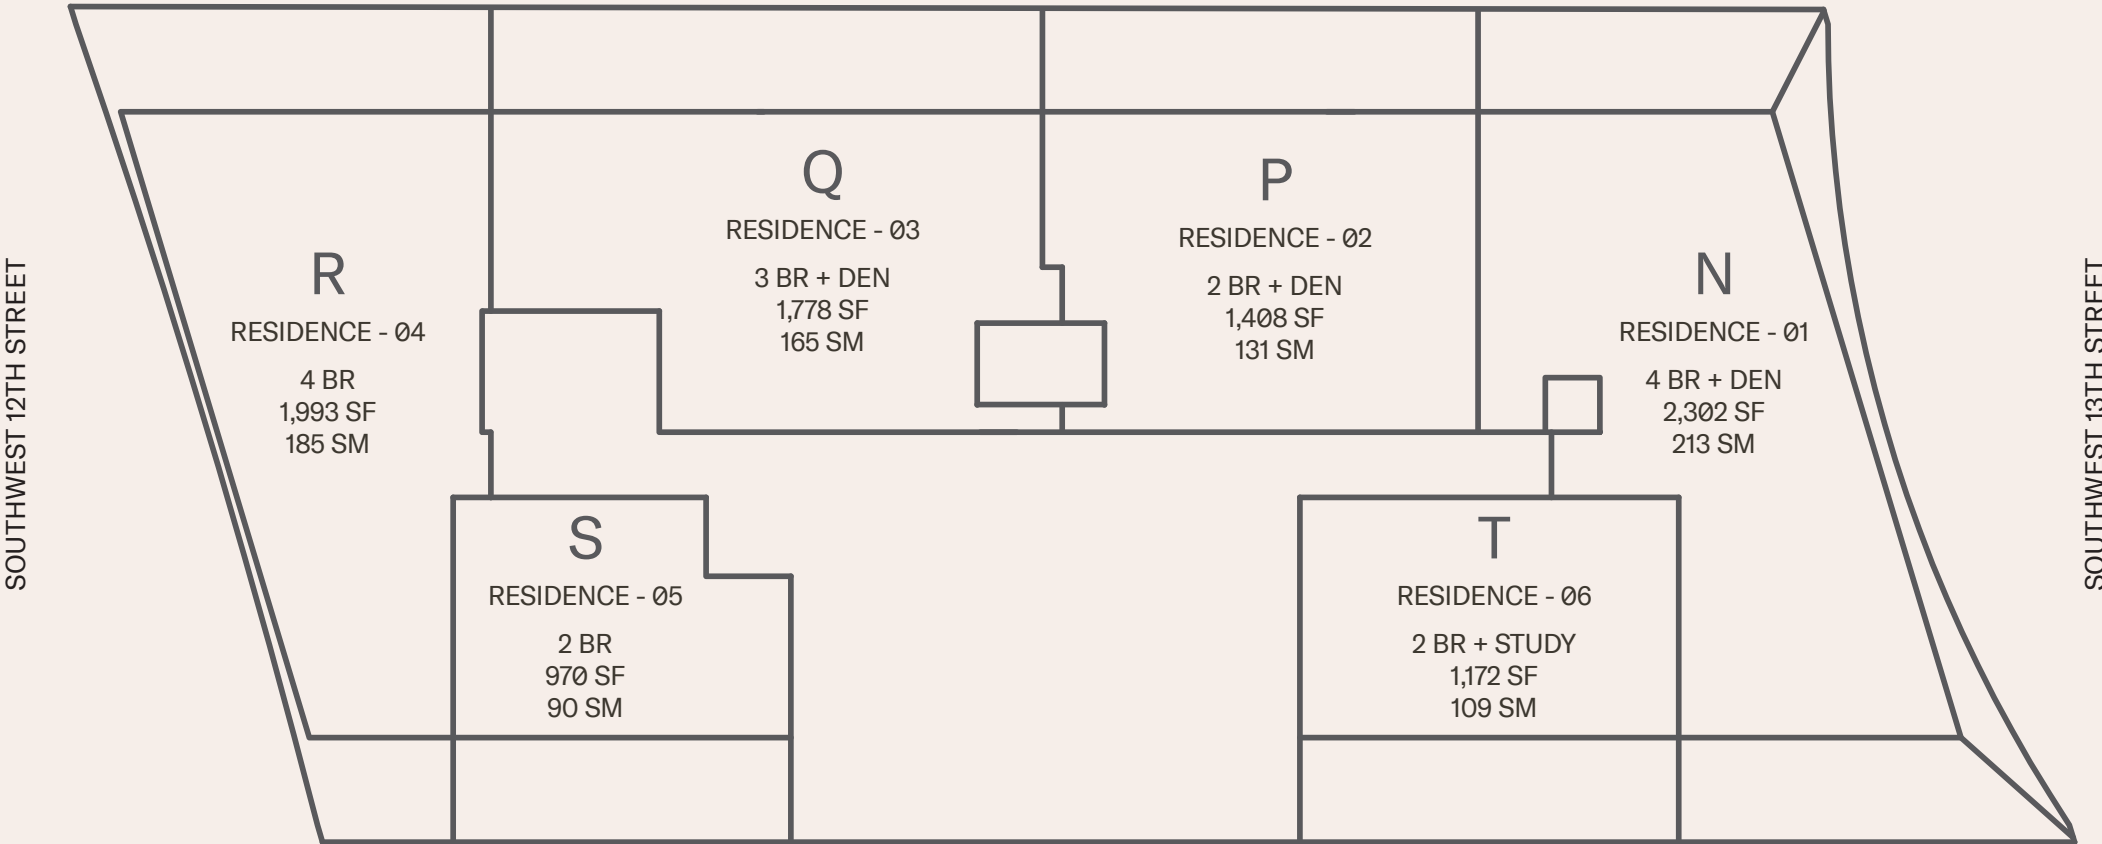 SOUTHWEST 12TH STREET
R
RESIDENCE - 04
4 BR
1,993 SF
185 SM
Q
RESIDENCE - 03
3 BR + DEN
1,778 SF
165 SM
P
RESIDENCE - 02
2 BR + DEN
1,408 SF
131 SM
N
RESIDENCE - 01
4 BR + DEN
2,302 SF
213 SM
S
RESIDENCE - 05
2 BR
970 SF
90 SM
T
RESIDENCE - 06
2 BR + STUDY
1,172 SF
109 SM
SOUTHWEST 13TH STREET